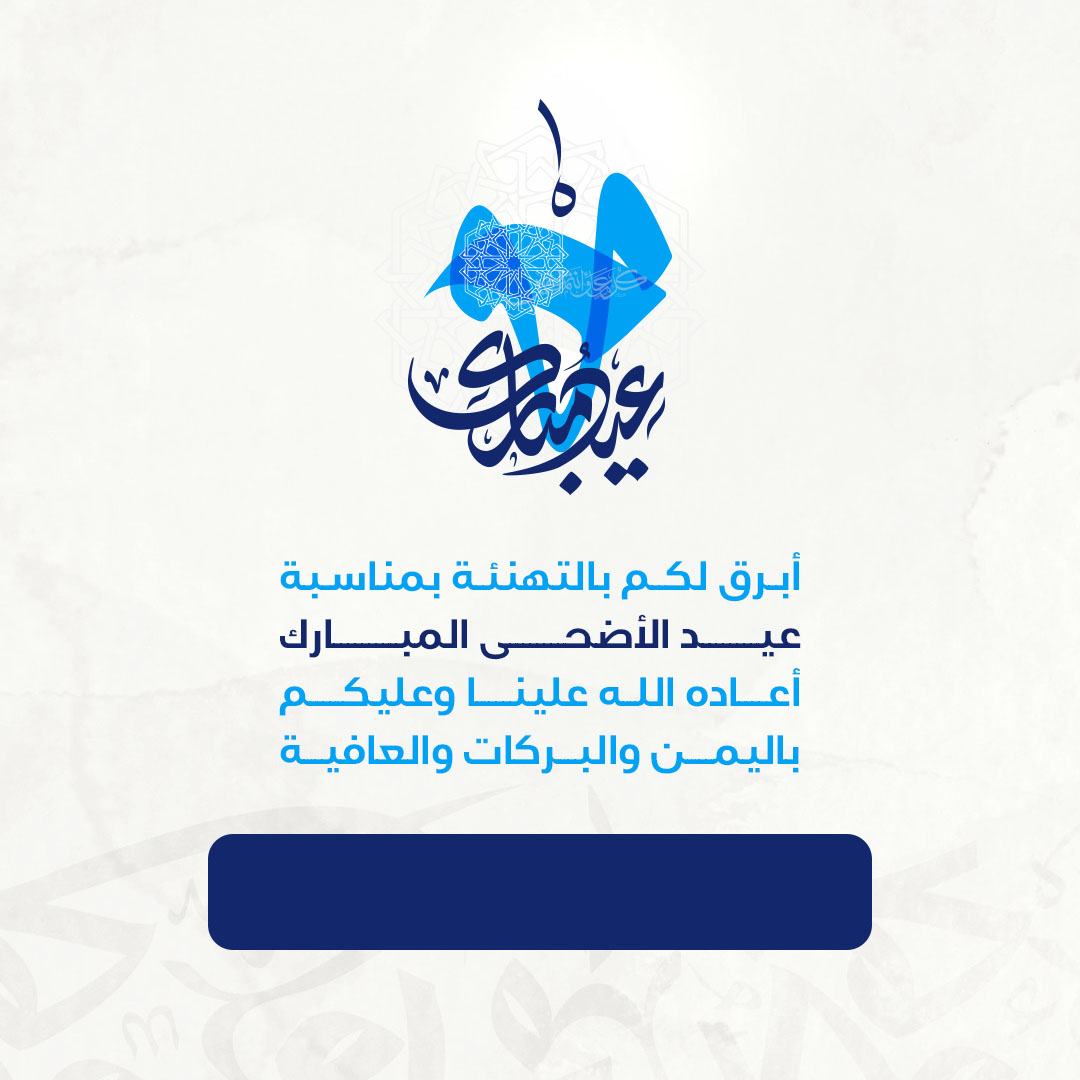 عيد مبارك
أبرق لكم بالتهنئة بمناسبة
عيد الأضحى المبارك
أعاده الله علينا وعليكم
باليمن والبركات والعافية